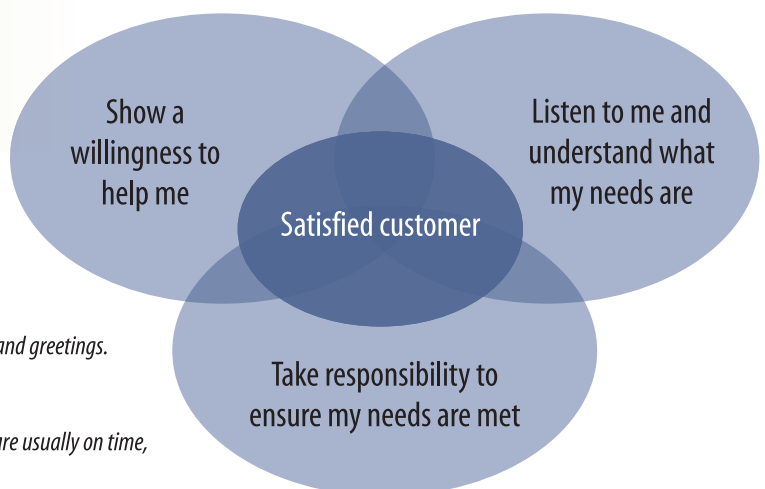 Show a
willingness to
help me
Listen to me and
understand what
my needs are
Satisfied customer
and greetings.
Take responsibility to
ensure my needs are met
are usually on time,